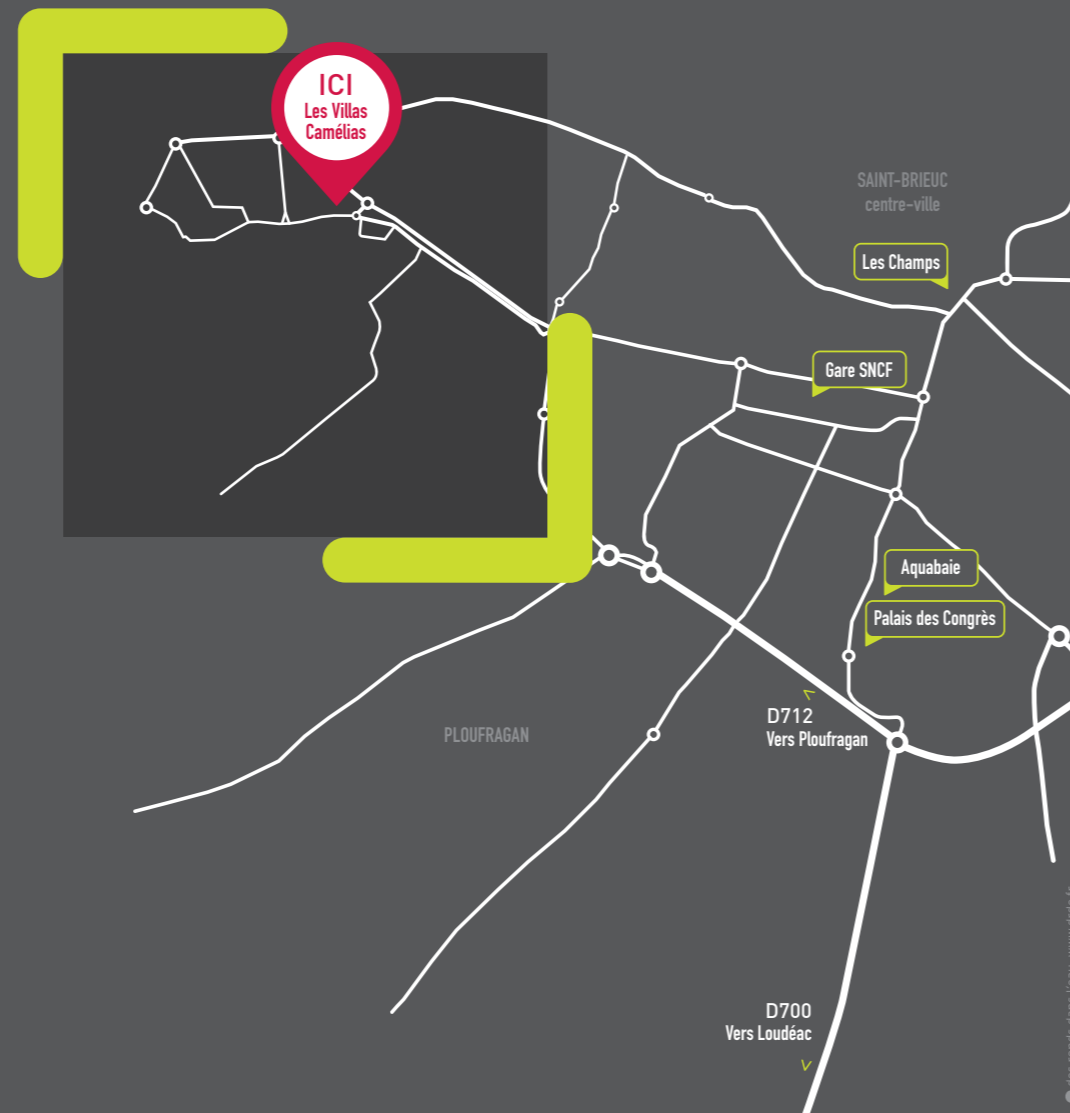 ICI
Les Villas
Camélias
SAINT-BRIEUC
centre-ville
Les Champs
Gare SNCF
Aquabaie
Palais des Congrès
PLOUFRAGAN
D712
Vers Ploufragan
D700
Vers Loudéac